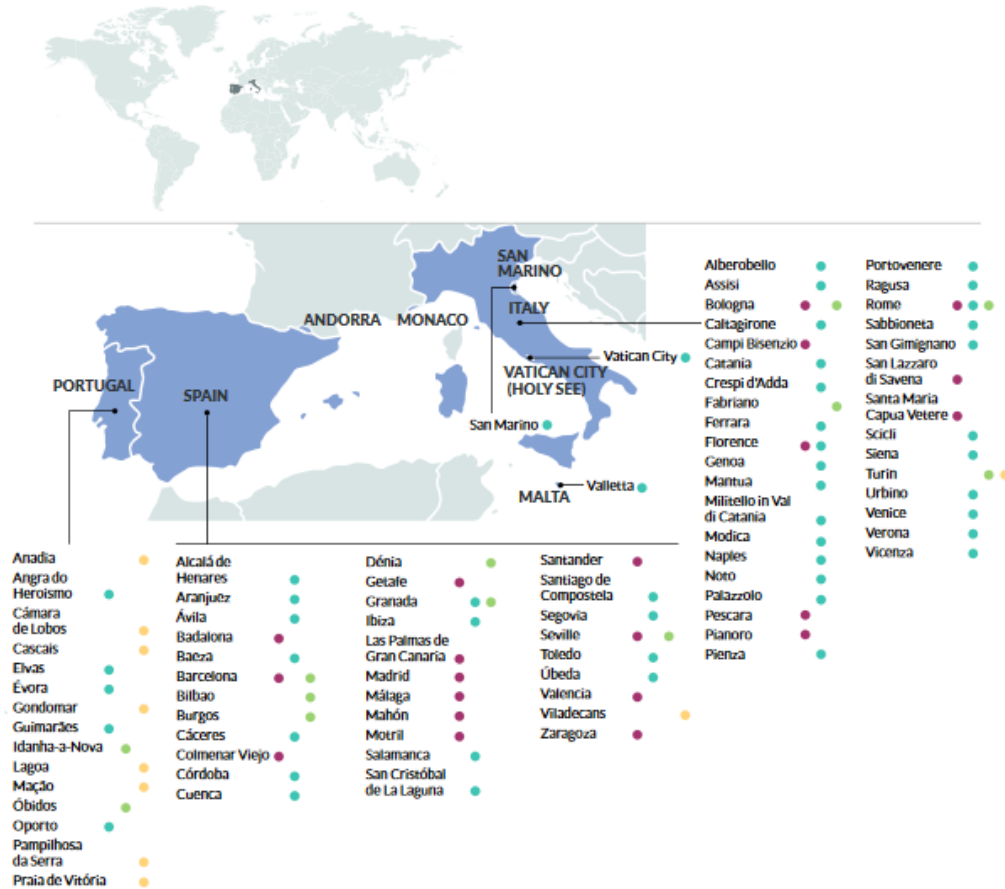 SAN
MARINO
ITALY
ANDORRA
MONACO
Vatican City
VATICAN CITY
(HOLY SEE)
PORTUGAL
SPAIN
San Marino
MALTA
Valletta
Alberobello
Assisi
Bologna
Caltagirone
Campi Bisenzio
Catania
Crespi d'Adda
Fabriano
Ferrara
Florence
Genoa
Mantua
Militello in Val
di Catania
Modica
Naples
Noto
Palazzolo
Pescara
Pianoro
Pienza
Portovenere
Ragusa
Rome
Sabbioneta
San Gimignano
San Lazzaro
di Savena
Santa Maria
Capua Vetere
Scicli
Siena
Turin
Urbino
Venice
Verona
Vicenza
Anadia
Angra do
Heroismo
Cámara
de Lobos
Cascais
Elvas
Évora
Gondomar
Guimarães
Idanha-a-Nova
Lagoa
Mação
Óbidos
Oporto
Pampilhosa
da Serra
Praia de Vitória
Alcalá de
Henares
Aranjuez
Ávila
Badalona
Baeza
Barcelona
Bilbao
Burgos
Cáceres
Colmenar Viejo
Córdoba
Cuenca
Dénia
Getafe
Granada
Ibiza
Las Palmas de
Gran Canaria
Madrid
Málaga
Mahón
Motril
Salamanca
San Cristóbal
de La Laguna
Santander
Santiago de
Compostela
Segovia
Seville
Toledo
Úbeda
Valencia
Viladecans
Zaragoza